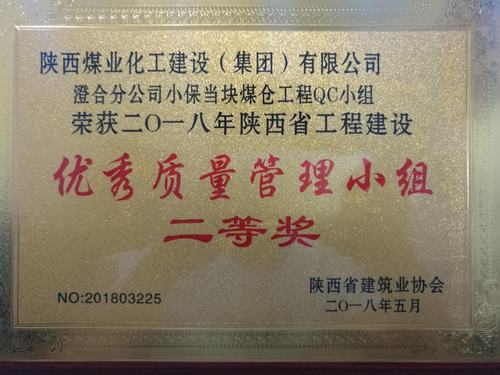 陕西煤业化工建设（集团）有限公司
澄合分公司小保当块煤仓工程QC小组
荣获二〇一八年陕西省工程建设
优秀质量管理小组
二等奖
陕西省建筑业协会
NO:201803225
二〇一八年五月